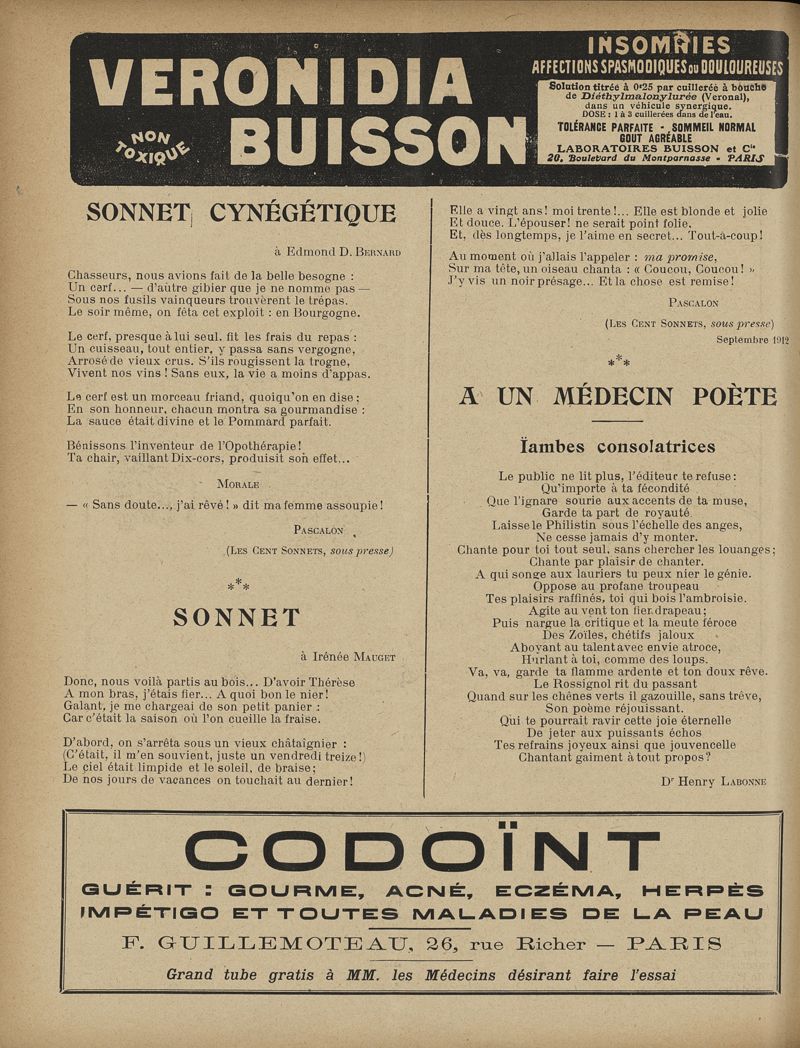 VERONIDIA
BUISSON
NON
TOXIQUE
INSOMNIES
AFFECTIONS SPASMODIQUES OU DOULOUREUSES
Solution titrée à 0gr25 par cuillerée à bouche
de Diéthylmalonylurée (Veronal),
dans un véhicule synergique.
DOSE : 1 à 3 cuillerées dans de l'eau.
TOLÉRANCE PARFAITE - SOMMEIL NORMAL
GOUT AGRÉABLE
LABORATOIRES BUISSON et Cie
20, Boulevard du Montparnasse - PARIS
SONNET CYNÉGÉTIQUE
à Edmond D. BERNARD
Chasseurs, nous avions fait de la belle besogne :
Un cerf... — d'autre gibier que je ne nomme pas —
Sous nos fusils vainqueurs trouvèrent le trépas.
Le soir même, on fêta cet exploit : en Bourgogne.
Le cerf, presque à lui seul, fit les frais du repas :
Un cuisseau, tout entier, y passa sans vergogne,
Arrosé de vieux crus. S'ils rougissent la trogne,
Vivent nos vins ! Sans eux, la vie a moins d'appas.
Le cerf est un morceau friand, quoiqu'on en dise ;
En son honneur, chacun montra sa gourmandise :
La sauce était divine et le Pommard parfait.
Bénissons l'inventeur de l'Opothérapie !
Ta chair, vaillant Dix-cors, produisit son effet...
MORALE
— « Sans doute..., j'ai rêvé ! » dit ma femme assoupie !
PASCALON
(LES CENT SONNETS, sous presse)
***
SONNET
à Irénée MAUGET
Donc, nous voilà partis au bois... D'avoir Thérèse
A mon bras, j'étais fier... A quoi bon le nier !
Galant, je me chargeai de son petit panier :
Car c'était la saison où l'on cueille la fraise.
D'abord, on s'arrêta sous un vieux châtaignier :
(C'était, il m'en souvient, juste un vendredi treize !)
Le ciel était limpide et le soleil, de braise ;
De nos jours de vacances on touchait au dernier !
Elle a vingt ans ! moi trente !... Elle est blonde et jolie
Et douce. L'épouser ! ne serait point folie,
Et, dès longtemps, je l'aime en secret... Tout-à-coup !
Au moment où j'allais l'appeler : ma promise,
Sur ma tête, un oiseau chanta : « Coucou, Coucou ! »
J'y vis un noir présage... Et la chose est remise !
PASCALON
(LES CENT SONNETS, sous presse)
Septembre 1912
***
A UN MÉDECIN POÈTE
Ïambes consolatrices
Le public ne lit plus, l'éditeur te refuse :
Qu'importe à ta fécondité
Que l'ignare sourie aux accents de ta muse,
Garde ta part de royauté.
Laisse le Philistin sous l'échelle des anges,
Ne cesse jamais d'y monter.
Chante pour toi tout seul, sans chercher les louanges ;
Chante par plaisir de chanter.
A qui songe aux lauriers tu peux nier le génie.
Oppose au profane troupeau
Tes plaisirs raffinés, toi qui bois l'ambroisie.
Agite au vent ton fier drapeau ;
Puis nargue la critique et la meute féroce
Des Zoïles, chétifs jaloux
Aboyant au talent avec envie atroce,
Hurlant à toi, comme des loups.
Va, va, garde ta flamme ardente et ton doux rêve.
Le Rossignol rit du passant
Quand sur les chênes verts il gazouille, sans trêve,
Son poème réjouissant.
Qui te pourrait ravir cette joie éternelle
De jeter aux puissants échos
Tes refrains joyeux ainsi que jouvencelle
Chantant gaiment à tout propos ?
Dr Henry LABONNE
CODOÏNT
GUÉRIT : GOURME, ACNÉ, ECZÉMA, HERPÈS
IMPÉTIGO ET TOUTES MALADIES DE LA PEAU
F. GUILLEMOTEAU, 26, rue Richer — PARIS
Grand tube gratis à MM. les Médecins désirant faire l'essai